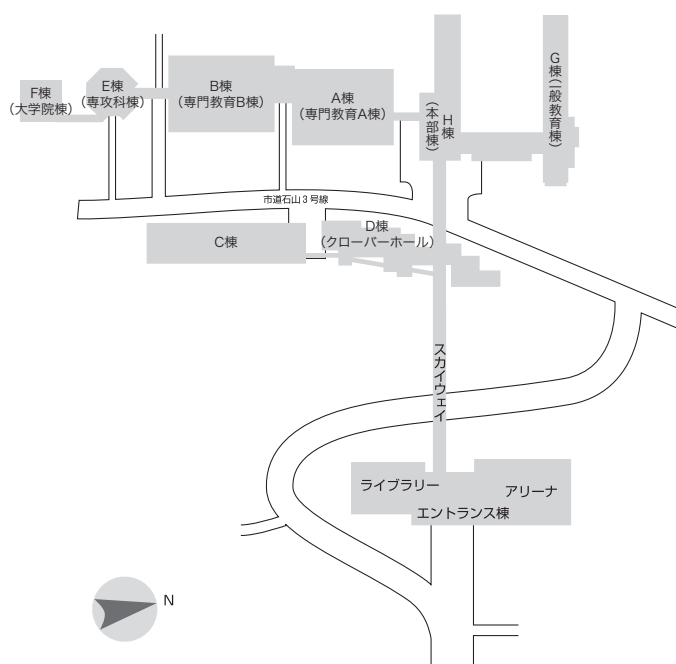 F棟
(大学院棟)
E棟
(専攻科棟)
B棟
(専門教育B棟)
A棟
(専門教育A棟)
H棟
(本部棟)
G棟(一般教育棟)
市道石山3号線
C棟
D棟
(クローバーホール)
スカイウェイ
ライブラリー
アリーナ
エントランス棟
N